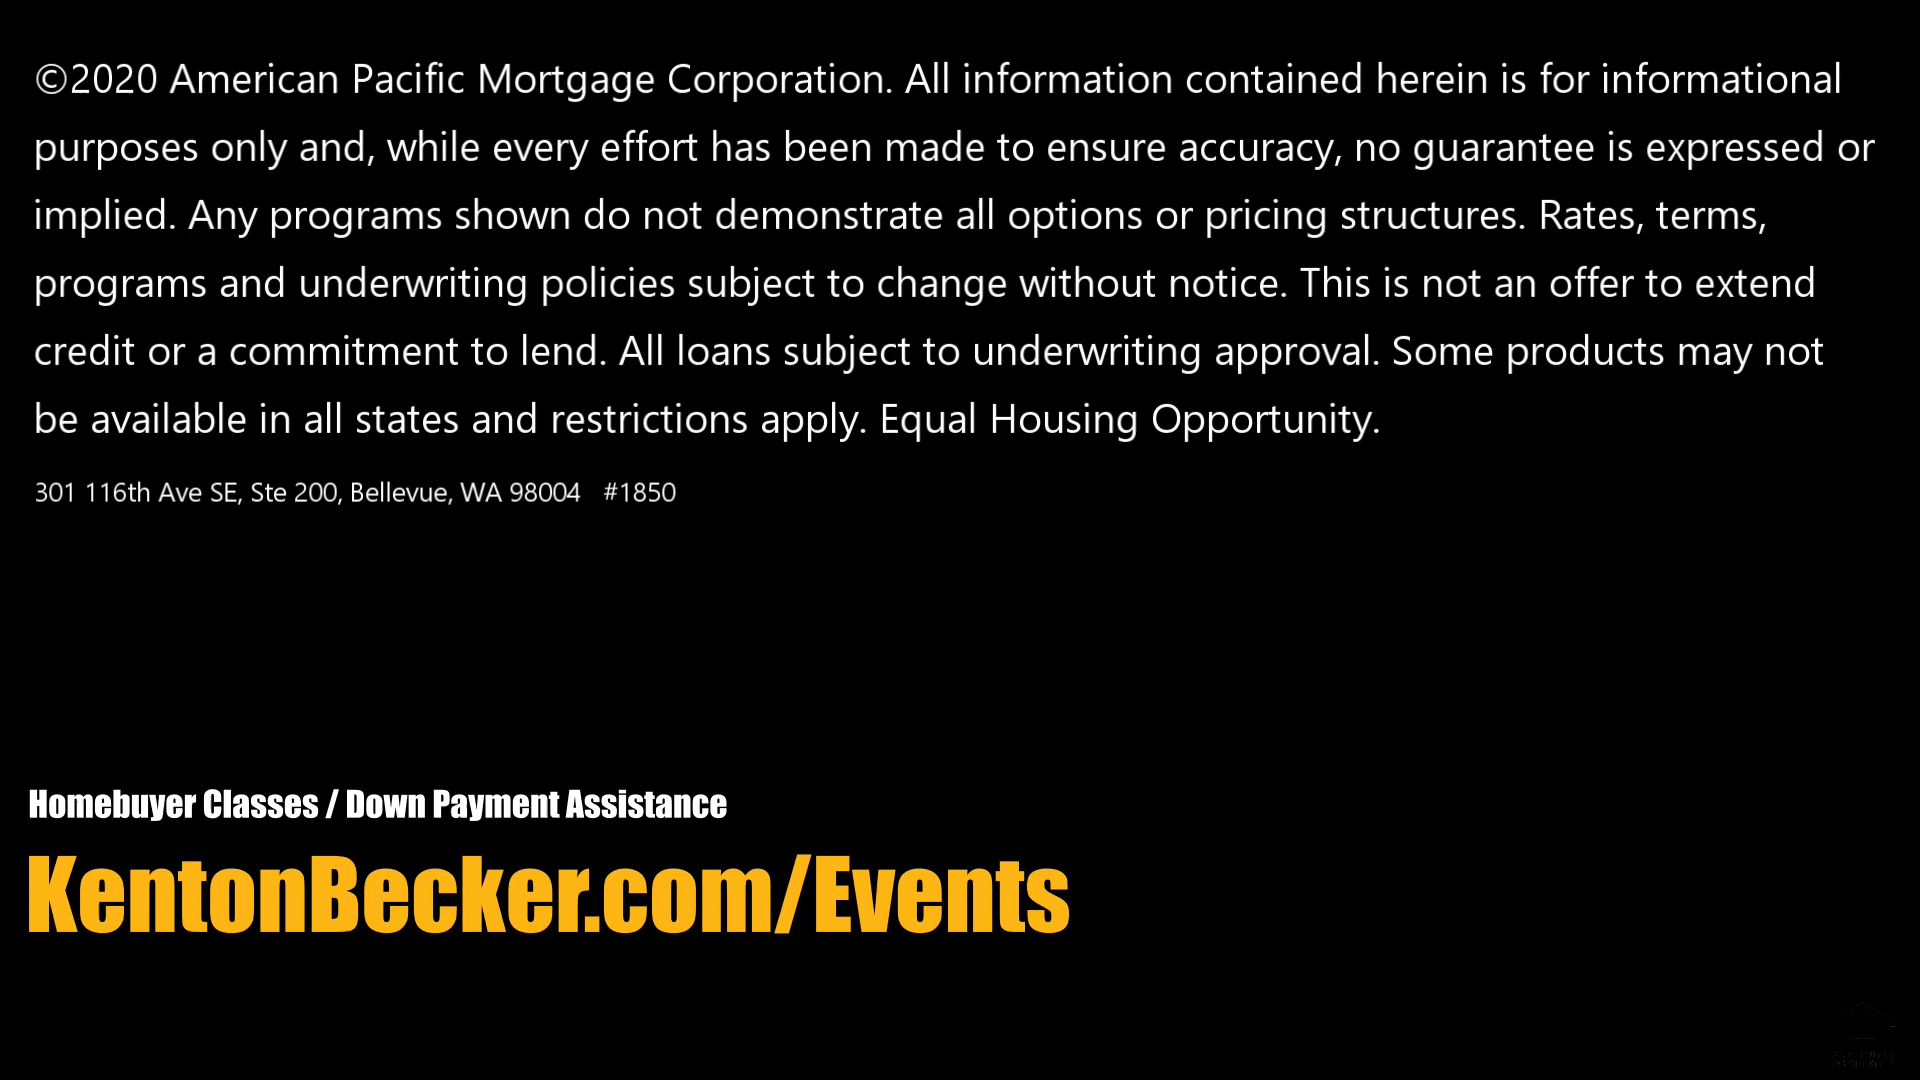 ©2020 American Pacific Mortgage Corporation. All information contained herein is for informational
purposes only and, while every effort has been made to ensure accuracy, no guarantee is expressed or
implied. Any programs shown do not demonstrate all options or pricing structures. Rates, terms,
programs and underwriting policies subject to change without notice. This is not an offer to extend
credit or a commitment to lend. All loans subject to underwriting approval. Some products may not
be available in all states and restrictions apply. Equal Housing Opportunity.
301 116th Ave SE, Ste 200, Bellevue, WA 98004 #1850
Homebuyer Classes / Down Payment Assistance
KentonBecker.com/Events